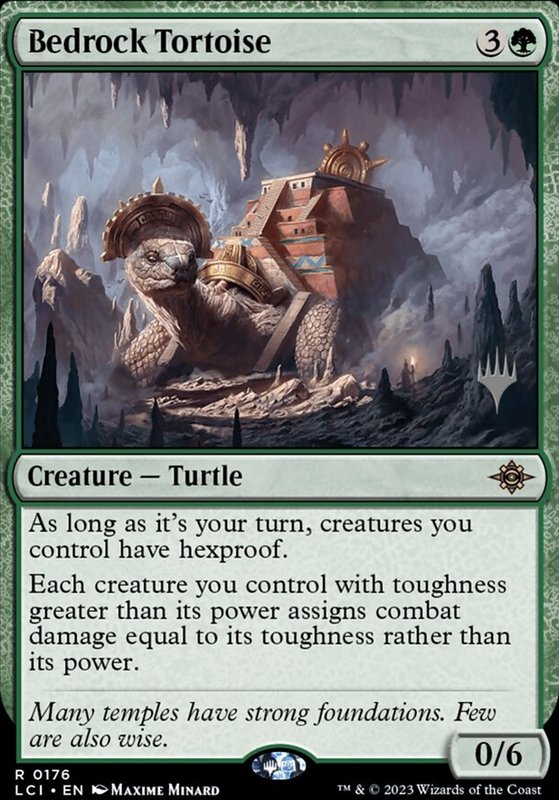 Bedrock Tortoise 3
Creature — Turtle
As long as it's your turn, creatures you
control have hexproof.
Each creature you control with toughness
greater than its power assigns combat
damage equal to its toughness rather than
its power.
Many temples have strong foundations. Few
are also wise.
0/6
R 0176
LCI • EN Maxime Minard
™ & © 2023 Wizards of the Coast